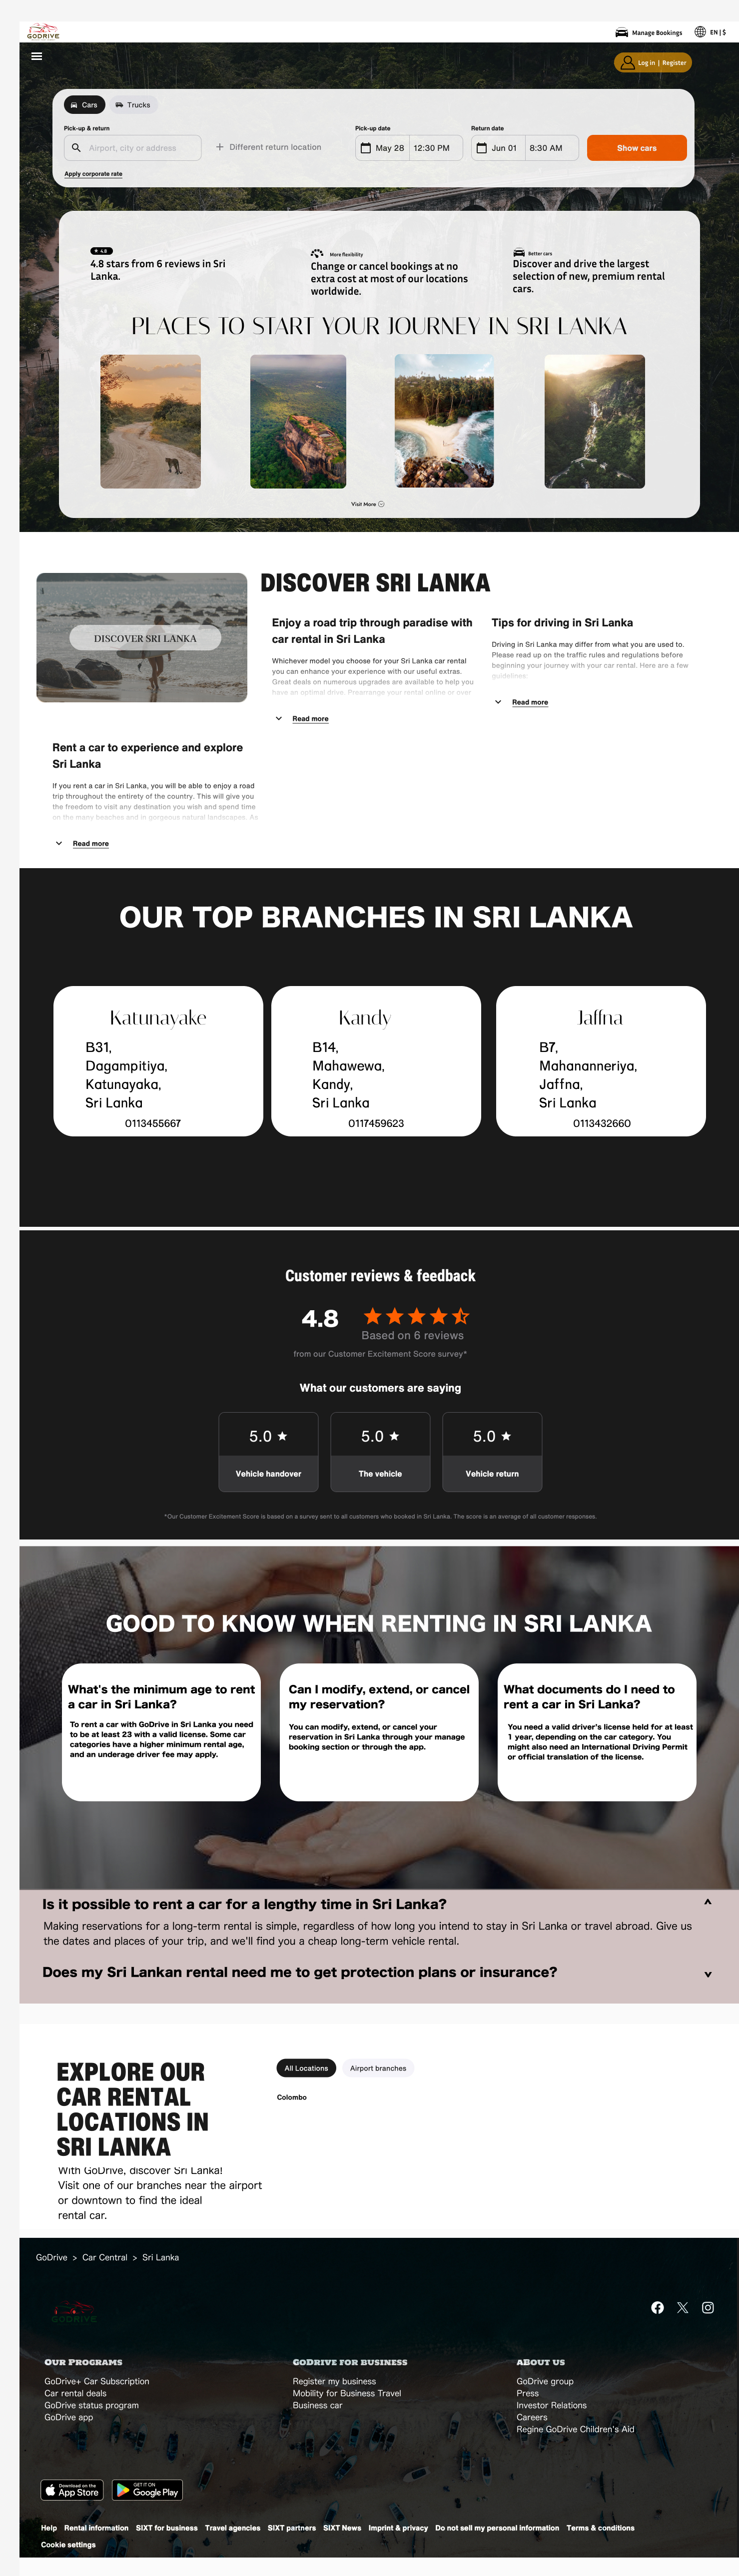 GODRIVE
Manage Bookings
EN | $
Log in | Register
Cars
Trucks
Pick-up & return
Pick-up date
Return date
Airport, city or address
Different return location
May 28
12:30 PM
Jun 01
8:30 AM
Show cars
Apply corporate rate
4.8
4.8 stars from 6 reviews in Sri
Lanka.
More flexibility
Change or cancel bookings at no
extra cost at most of our locations
worldwide.
Better cars
Discover and drive the largest
selection of new, premium rental
cars.
PLACES TO START YOUR JOURNEY IN SRI LANKA
Visit More
DISCOVER SRI LANKA
DISCOVER SRI LANKA
Enjoy a road trip through paradise with
car rental in Sri Lanka
Whichever model you choose for your Sri Lanka car rental
you can enhance your experience with our useful extras.
Great deals on numerous upgrades are available to help you
have an optimal drive. Prearrange your rental online or over
Read more
Tips for driving in Sri Lanka
Driving in Sri Lanka may differ from what you are used to.
Please read up on the traffic rules and regulations before
beginning your journey with your car rental. Here are a few
guidelines:
Read more
Rent a car to experience and explore
Sri Lanka
If you rent a car in Sri Lanka, you will be able to enjoy a road
trip throughout the entirety of the country. This will give you
the freedom to visit any destination you wish and spend time
on the many beaches and in gorgeous natural landscapes. As
Read more
OUR TOP BRANCHES IN SRI LANKA
Katunayake
B31,
Dagampitiya,
Katunayaka,
Sri Lanka
0113455667
Kandy
B14,
Mahawewa,
Kandy,
Sri Lanka
0117459623
Jaffna
B7,
Mahananneriya,
Jaffna,
Sri Lanka
0113432660
Customer reviews & feedback
4.8
Based on 6 reviews
from our Customer Excitement Score survey*
What our customers are saying
5.0
Vehicle handover
5.0
The vehicle
5.0
Vehicle return
*Our Customer Excitement Score is based on a survey sent to all customers who booked in Sri Lanka. The score is an average of all customer responses.
GOOD TO KNOW WHEN RENTING IN SRI LANKA
What's the minimum age to rent
a car in Sri Lanka?
To rent a car with GoDrive in Sri Lanka you need
to be at least 23 with a valid license. Some car
categories have a higher minimum rental age,
and an underage driver fee may apply.
Can I modify, extend, or cancel
my reservation?
You can modify, extend, or cancel your
reservation in Sri Lanka through your manage
booking section or through the app.
What documents do I need to
rent a car in Sri Lanka?
You need a valid driver's license held for at least
1 year, depending on the car category. You
might also need an International Driving Permit
or official translation of the license.
Is it possible to rent a car for a lengthy time in Sri Lanka?
Making reservations for a long-term rental is simple, regardless of how long you intend to stay in Sri Lanka or travel abroad. Give us
the dates and places of your trip, and we'll find you a cheap long-term vehicle rental.
Does my Sri Lankan rental need me to get protection plans or insurance?
EXPLORE OUR
CAR RENTAL
LOCATIONS IN
SRI LANKA
With GoDrive, discover Sri Lanka!
Visit one of our branches near the airport
or downtown to find the ideal
rental car.
All Locations
Airport branches
Colombo
GoDrive > Car Central > Sri Lanka
GODRIVE
OUR PROGRAMS
GoDrive+ Car Subscription
Car rental deals
GoDrive status program
GoDrive app
GODRIVE FOR BUSINESS
Register my business
Mobility for Business Travel
Business car
ABOUT US
GoDrive group
Press
Investor Relations
Careers
Regine GoDrive Children's Aid
Download on the
App Store
GET IT ON
Google Play
Help Rental information SIXT for business Travel agencies SIXT partners SIXT News Imprint & privacy Do not sell my personal information Terms & conditions
Cookie settings